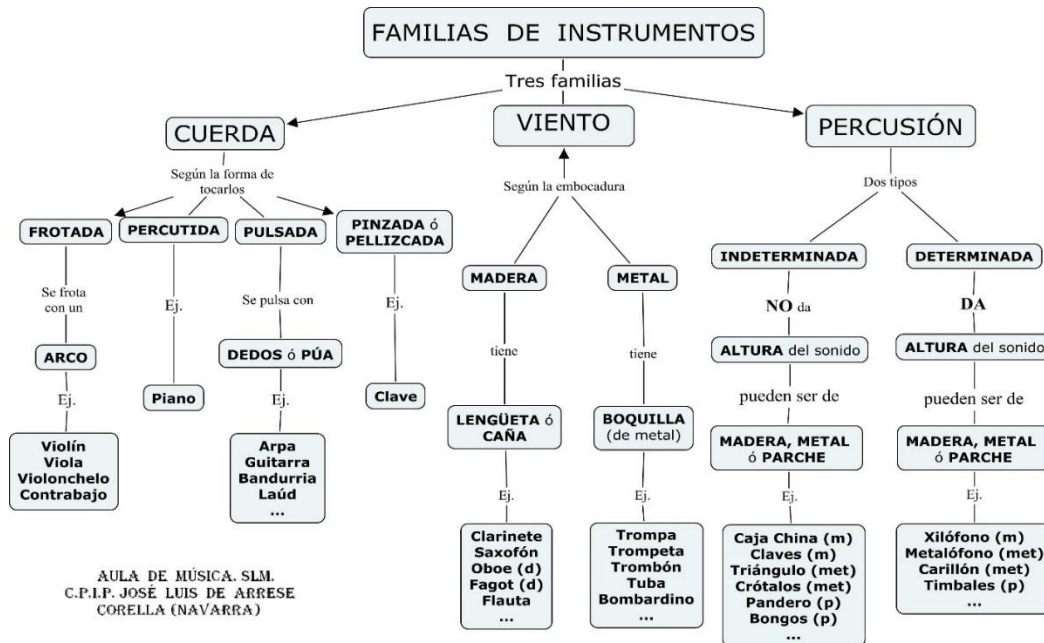 FAMILIAS DE INSTRUMENTOS
Tres familias
CUERDA
VIENTO
PERCUSIÓN
Según la forma de
tocarlos
Según la embocadura
Dos tipos
FROTADA
PERCUTIDA
PULSADA
PINZADA ó
PELLIZCADA
MADERA
METAL
INDETERMINADA
DETERMINADA
Se frota
con un
Ej.
Se pulsa con
Ej.
tiene
tiene
NO da
DA
ARCO
DEDOS ó PÚA
ALTURA del sonido
ALTURA del sonido
Ej.
Piano
Ej.
Clave
pueden ser de
pueden ser de
LENGÜETA ó
CAÑA
BOQUILLA
(de metal)
MADERA, METAL
ó PARCHE
MADERA, METAL
ó PARCHE
Violín
Viola
Violonchelo
Contrabajo
Arpa
Guitarra
Bandurria
Laúd
...
Ej.
Ej.
Ej.
Ej.
Clarinete
Saxofón
Oboe (d)
Fagot (d)
Flauta
...
Trompa
Trompeta
Trombón
Tuba
Bombardino
...
Caja China (m)
Claves (m)
Triángulo (met)
Crótalos (met)
Pandero (p)
Bongos (p)
...
Xilófono (m)
Metalófono (met)
Carillón (met)
Timbales (p)
...
AULA DE MÚSICA. SLM.
C.P.I.P. JOSÉ LUIS DE ARRESE
CORELLA (NAVARRA)